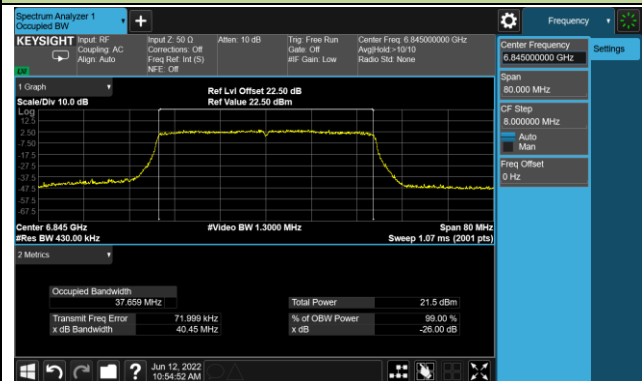 Spectrum Analyzer 1
Occupied BW
+
Frequency
KEYSIGHT
Input: RF
Coupling: AC
Align: Auto
Input Z: 50 Ω
Corrections: Off
Freq Ref: Int (S)
NFE: Off
Atten: 10 dB
Trig: Free Run
Gate: Off
#IF Gain: Low
Center Freq: 6.845000000 GHz
Avg|Hold:>10/10
Radio Std: None
Center Frequency
6.845000000 GHz
Settings
Span
80.000 MHz
CF Step
8.000000 MHz
Auto
Man
Freq Offset
0 Hz
1 Graph
Scale/Div 10.0 dB
Ref Lvl Offset 22.50 dB
Ref Value 22.50 dBm
Log
12.5
2.50
-7.50
-17.5
-27.5
-37.5
-47.5
-57.5
-67.5
Center 6.845 GHz
#Video BW 1.3000 MHz
Span 80 MHz
#Res BW 430.00 kHz
Sweep 1.07 ms (2001 pts)
2 Metrics
Occupied Bandwidth
37.659 MHz
Total Power
21.5 dBm
Transmit Freq Error
71.999 kHz
% of OBW Power
99.00 %
x dB Bandwidth
40.45 MHz
x dB
-26.00 dB
?
Jun 12, 2022
10:54:52 AM